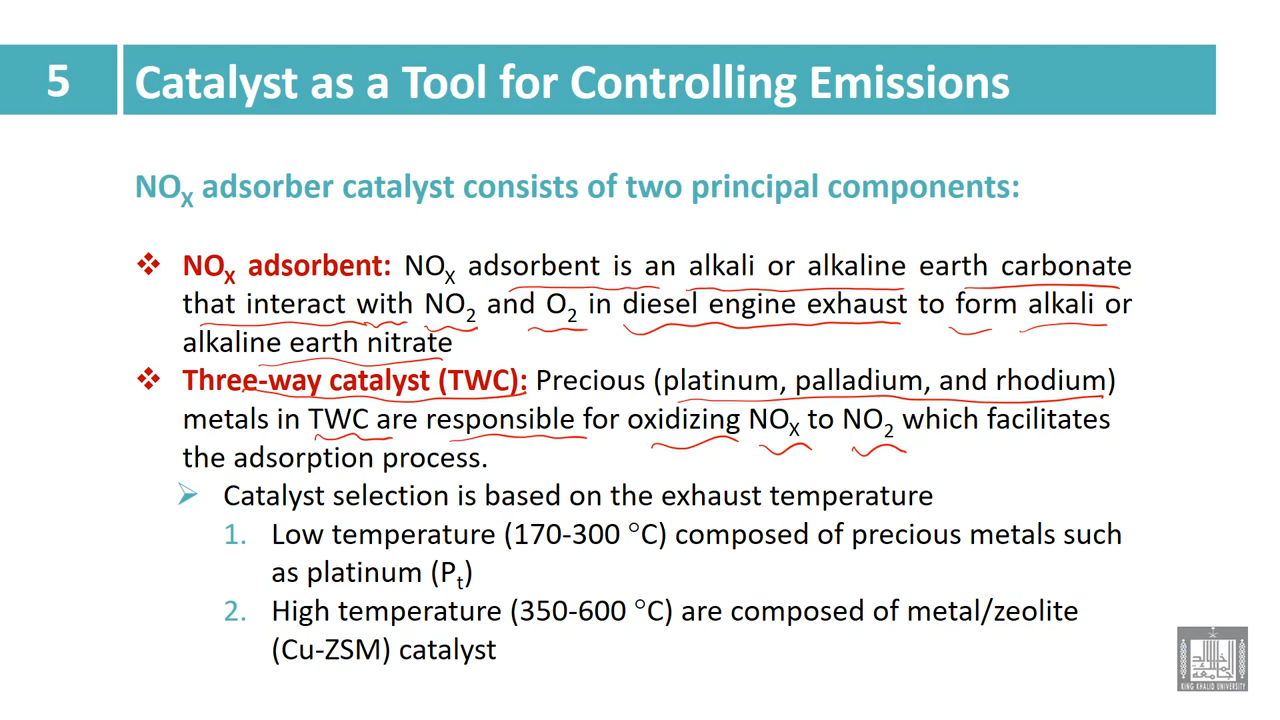 5
Catalyst as a Tool for Controlling Emissions
NOX adsorber catalyst consists of two principal components:
❖ NOX adsorbent: NOX adsorbent is an alkali or alkaline earth carbonate
that interact with NO2 and O2 in diesel engine exhaust to form alkali or
alkaline earth nitrate
❖ Three-way catalyst (TWC): Precious (platinum, palladium, and rhodium)
metals in TWC are responsible for oxidizing NOX to NO2 which facilitates
the adsorption process.
➢ Catalyst selection is based on the exhaust temperature
1. Low temperature (170-300 °C) composed of precious metals such
as platinum (Pt)
2. High temperature (350-600 °C) are composed of metal/zeolite
(Cu-ZSM) catalyst
KING KHALID UNIVERSITY